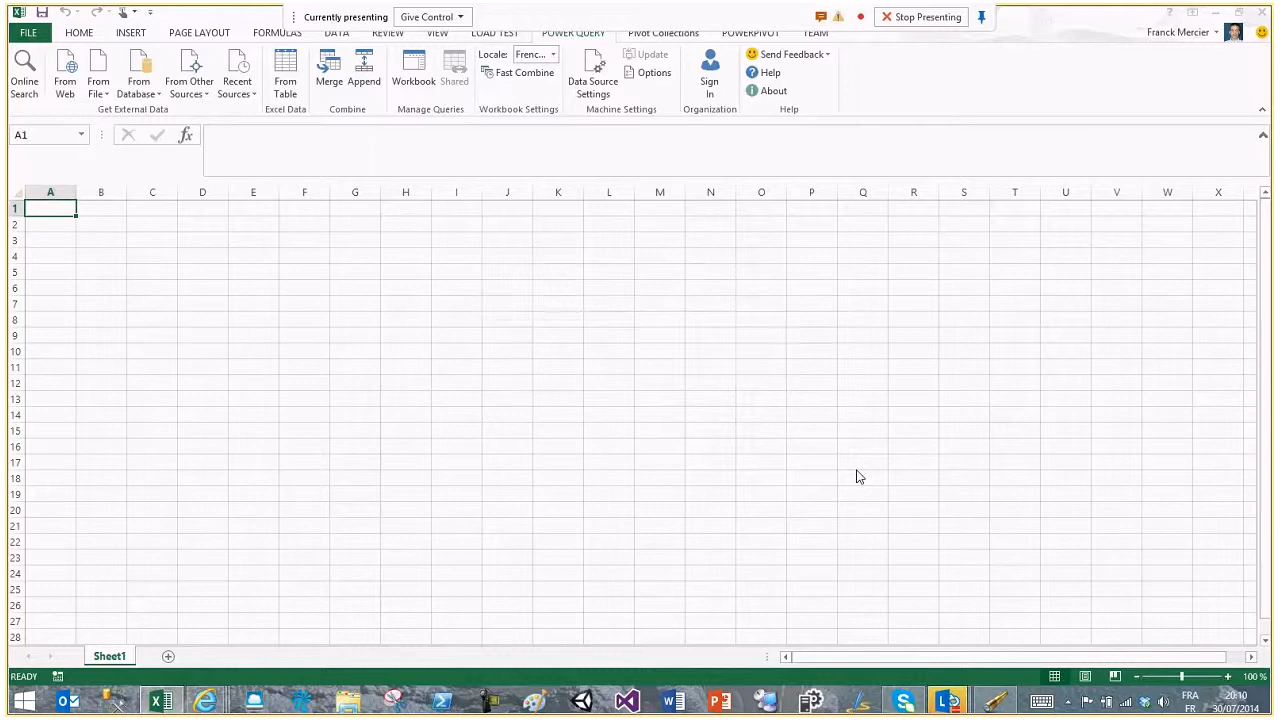 Currently presenting Give Control Stop Presenting
FILE HOME INSERT PAGE LAYOUT FORMULAS DATA REVIEW VIEW LOAD TEST POWER QUERY Pivot Collections POWERPIVOT TEAM Franck Mercier
Online Search
From Web
From File
From Database
From Other Sources
Recent Sources
From Table
Merge
Append
Workbook
Shared
Locale: Frenc...
Fast Combine
Data Source Settings
Update
Options
Sign In
Send Feedback
Help
About
Get External Data Excel Data Combine Manage Queries Workbook Settings Machine Settings Organization Help
A1 fx
A B C D E F G H I J K L M N O P Q R S T U V W X
1
2
3
4
5
6
7
8
9
10
11
12
13
14
15
16
17
18
19
20
21
22
23
24
25
26
27
28
Sheet1
READY 100 %
FRA 20:10
FR 30/07/2014